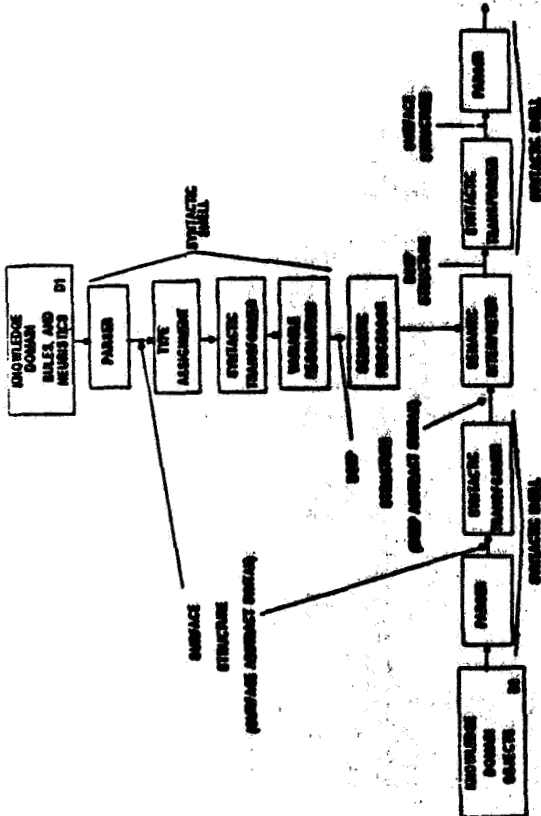 KNOWLEDGE
DOMAIN
RULES, AND
HEURISTICS D1
PARSER
TYPE
ASSIGNMENT
SYNTACTIC
TRANSFORMER
VARIABLE
SEMANTIC
SYNTACTIC
SHELL
SURFACE
STRUCTURE
(SURFACE ABSTRACT SYNTAX)
DEEP
STRUCTURE
(DEEP ABSTRACT SYNTAX)
KNOWLEDGE
DOMAIN
OBJECTS
PARSER
SYNTACTIC
TRANSFORMER
SYNTACTIC SHELL
SEMANTIC
INTERPRETER
DEEP
STRUCTURE
SYNTACTIC
TRANSFORMER
SURFACE
STRUCTURE
PARSER
SYNTACTIC SHELL